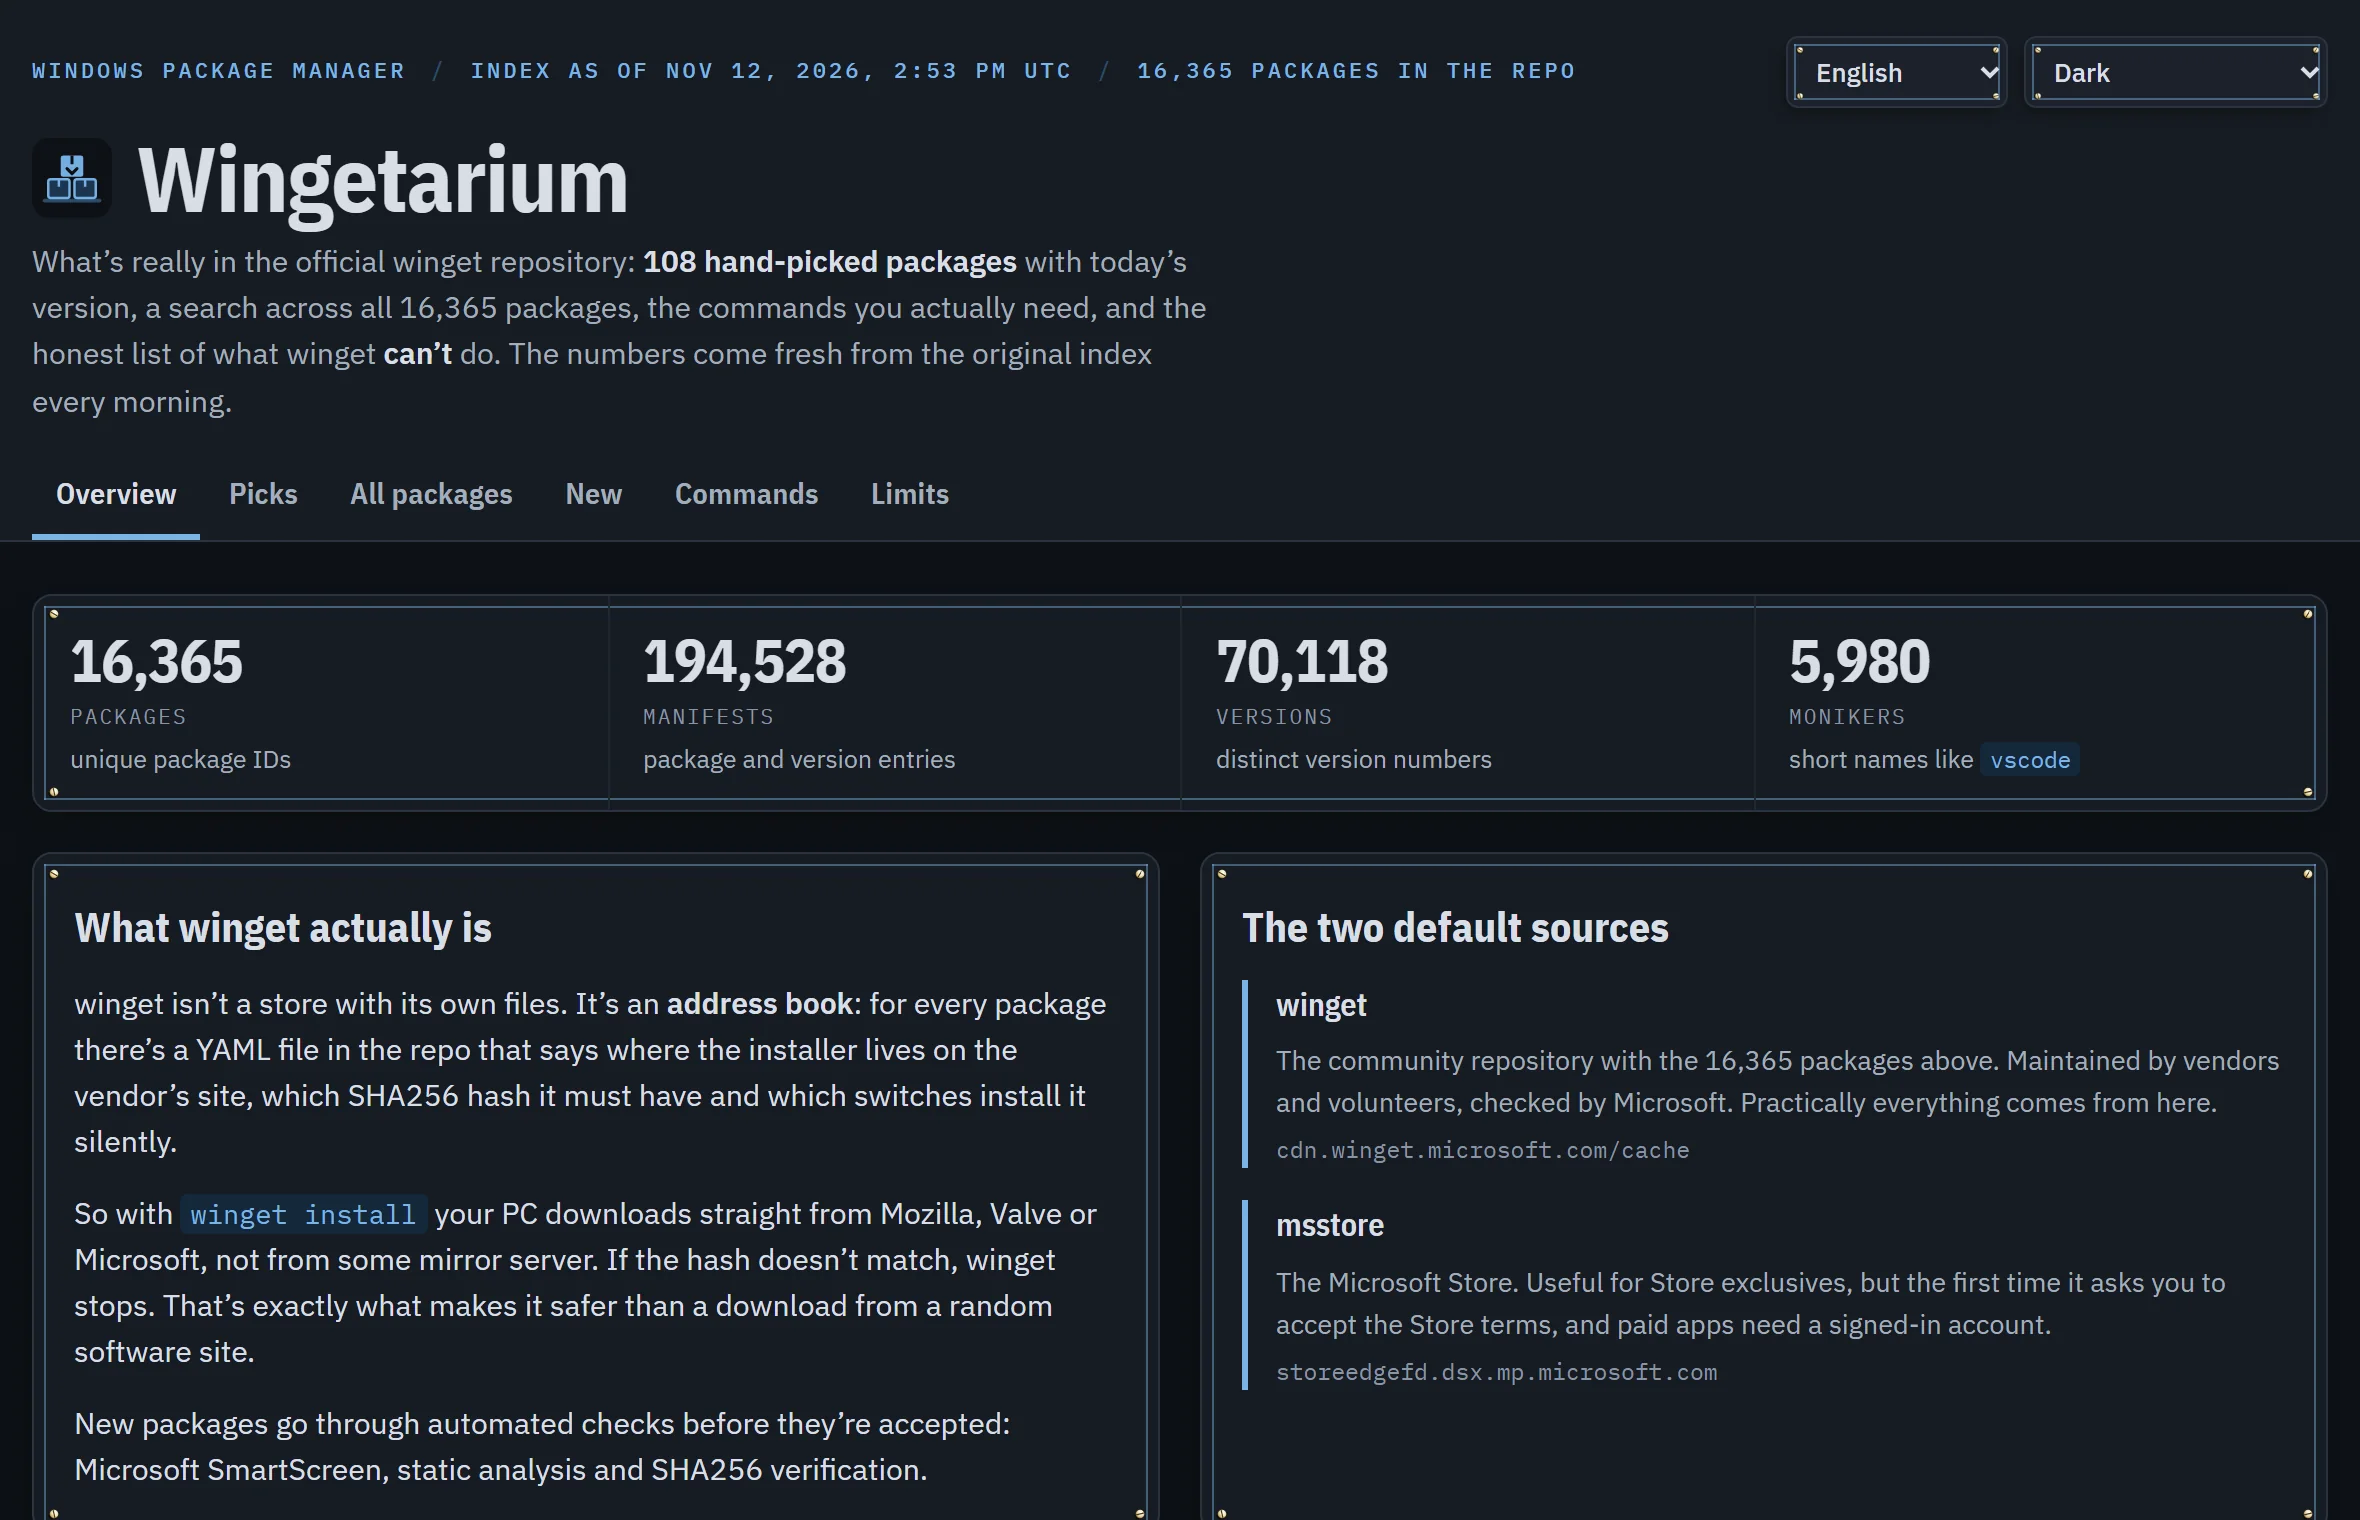 WINDOWS PACKAGE MANAGER / INDEX AS OF NOV 12, 2026, 2:53 PM UTC / 16,365 PACKAGES IN THE REPO
English
Dark
Wingetarium
What’s really in the official winget repository: 108 hand-picked packages with today’s
version, a search across all 16,365 packages, the commands you actually need, and the
honest list of what winget can’t do. The numbers come fresh from the original index
every morning.
Overview
Picks
All packages
New
Commands
Limits
16,365
PACKAGES
unique package IDs
194,528
MANIFESTS
package and version entries
70,118
VERSIONS
distinct version numbers
5,980
MONIKERS
short names like vscode
What winget actually is
winget isn’t a store with its own files. It’s an address book: for every package
there’s a YAML file in the repo that says where the installer lives on the
vendor’s site, which SHA256 hash it must have and which switches install it
silently.
So with winget install your PC downloads straight from Mozilla, Valve or
Microsoft, not from some mirror server. If the hash doesn’t match, winget
stops. That’s exactly what makes it safer than a download from a random
software site.
New packages go through automated checks before they’re accepted:
Microsoft SmartScreen, static analysis and SHA256 verification.
The two default sources
winget
The community repository with the 16,365 packages above. Maintained by vendors
and volunteers, checked by Microsoft. Practically everything comes from here.
cdn.winget.microsoft.com/cache
msstore
The Microsoft Store. Useful for Store exclusives, but the first time it asks you to
accept the Store terms, and paid apps need a signed-in account.
storeedgefd.dsx.mp.microsoft.com